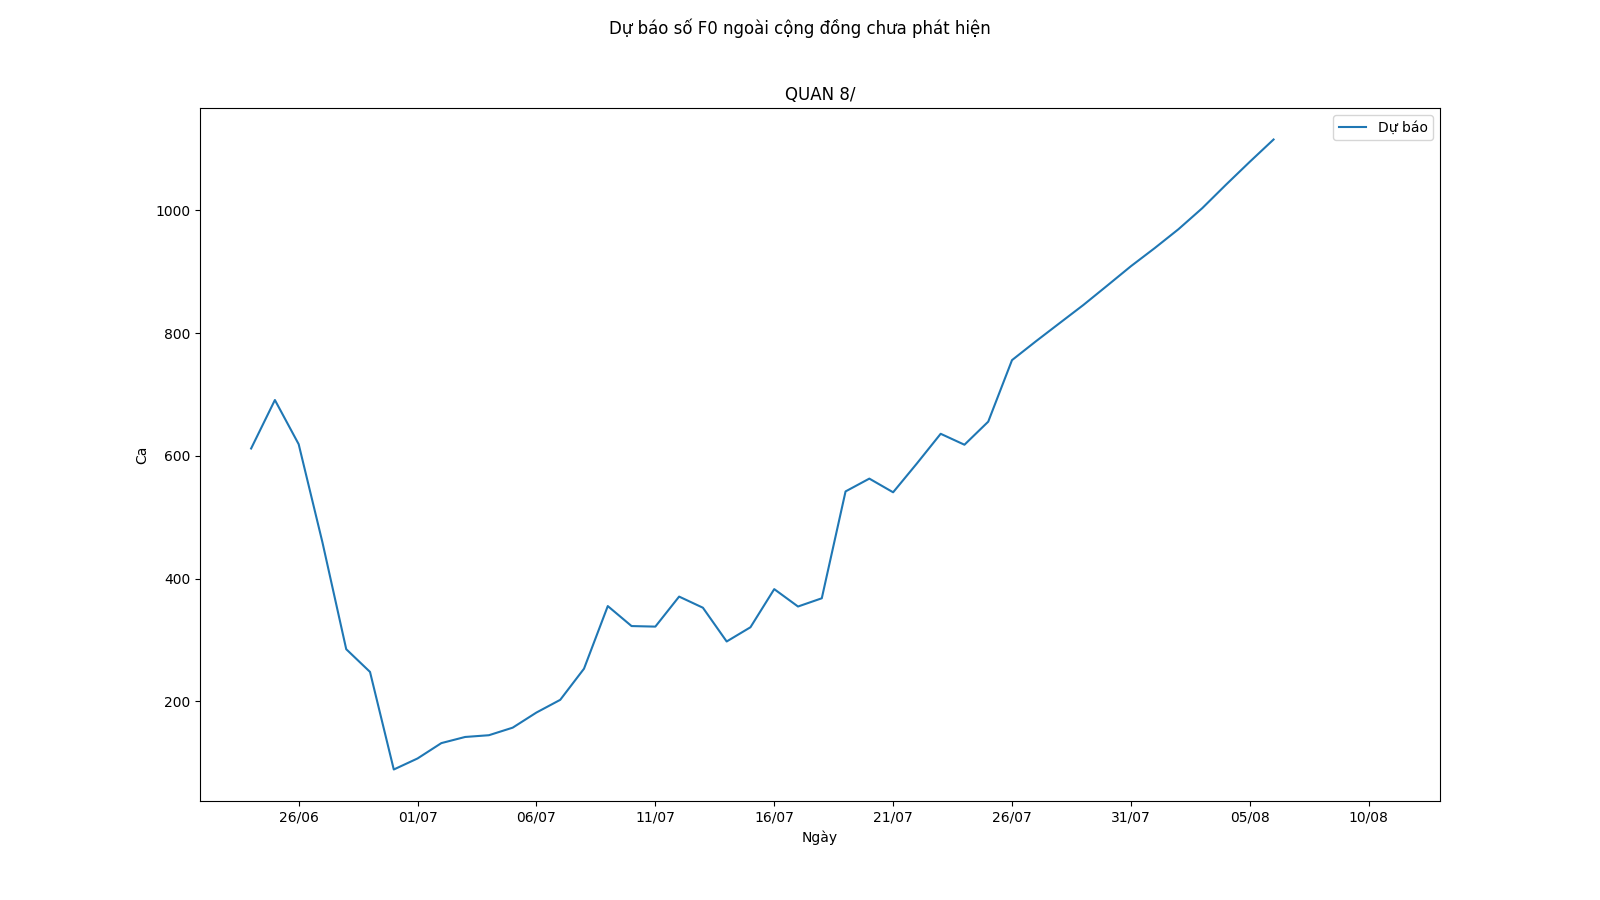 Dự báo số F0 ngoài cộng đồng chưa phát hiện
QUAN 8/
Dự báo
1000
800
600
400
200
Ca
26/06 01/07 06/07 11/07 16/07 21/07 26/07 31/07 05/08 10/08
Ngày